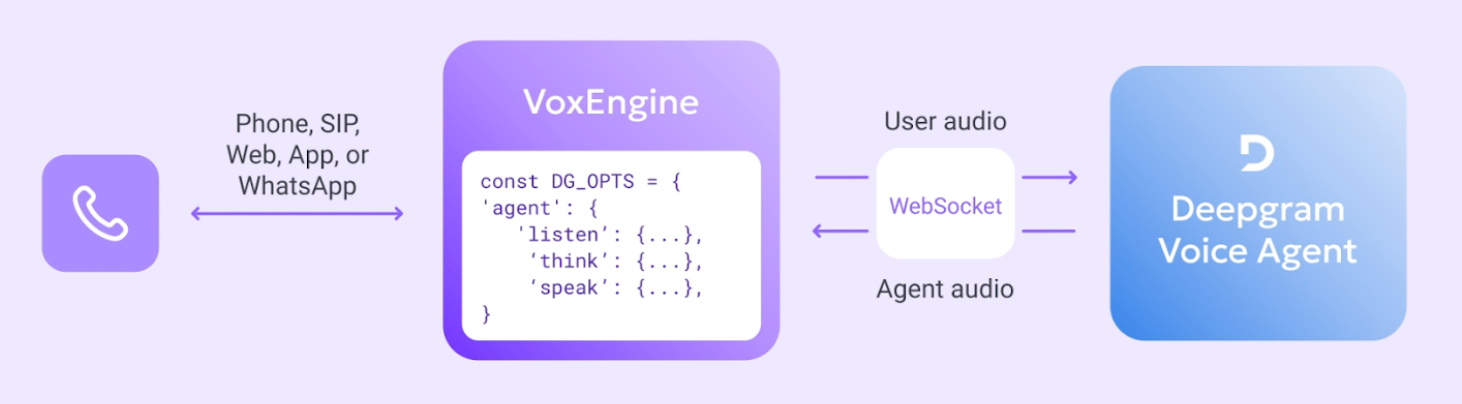 Phone, SIP,
Web, App, or
WhatsApp
VoxEngine
const DG_OPTS = {
'agent': {
'listen': {...},
‘think’: {...},
‘speak’: {...},
}
User audio
WebSocket
Agent audio
Deepgram
Voice Agent